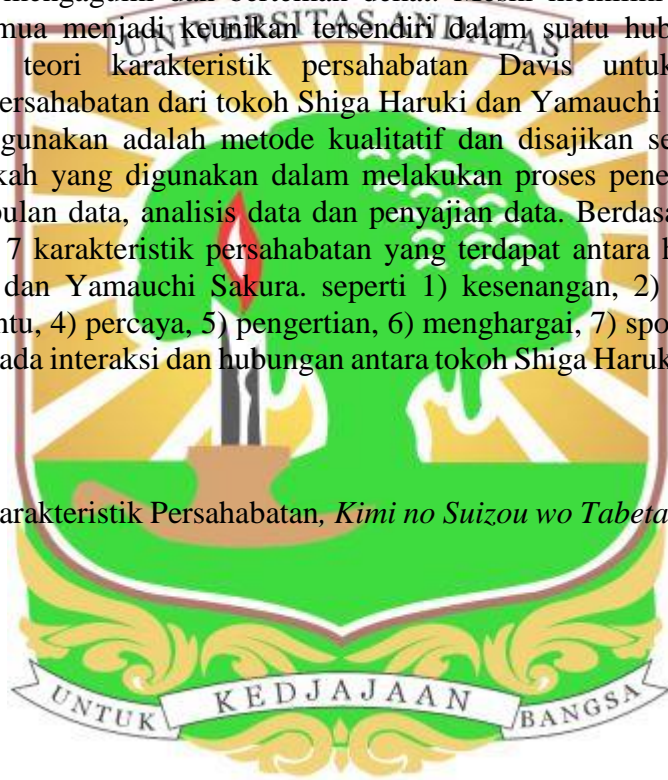 mengagumi dan berteman dekat. Meski memiliki
mua menjadi keunikan tersendiri dalam suatu hub
UNIVERSITAS ANDALAS
teori karakteristik persahabatan Davis untuk
ersahabatan dari tokoh Shiga Haruki dan Yamauchi
gunakan adalah metode kualitatif dan disajikan se
kah yang digunakan dalam melakukan proses pene
pulan data, analisis data dan penyajian data. Berdasa
7 karakteristik persahabatan yang terdapat antara
dan Yamauchi Sakura. seperti 1) kesenangan, 2)
ntu, 4) percaya, 5) pengertian, 6) menghargai, 7) spo
ada interaksi dan hubungan antara tokoh Shiga Haruk
arakteristik Persahabatan, Kimi no Suizou wo Tabeta
UNTUK KEDJAJAAN BANGSA